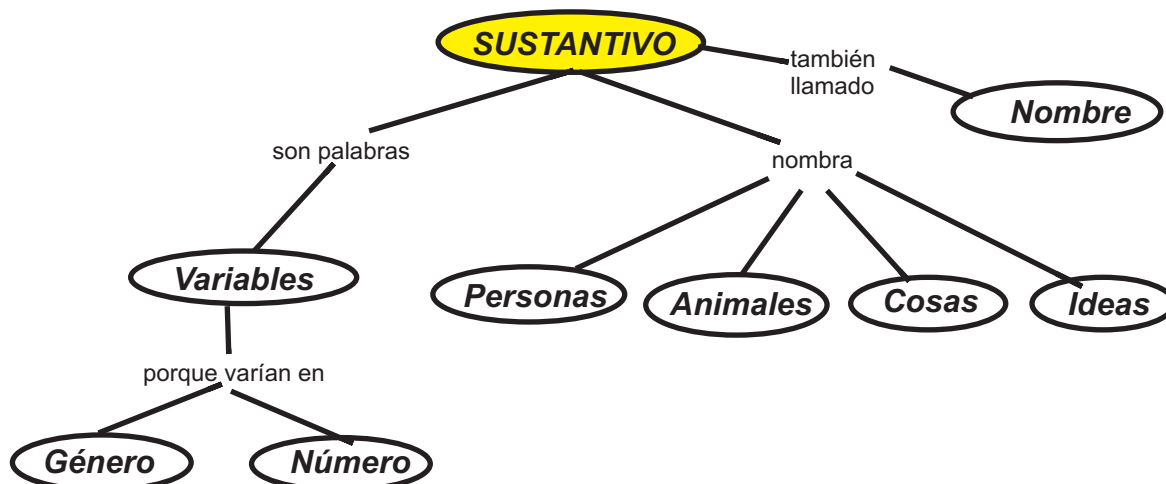 SUSTANTIVO
también
llamado
Nombre
son palabras
nombra
Variables
Personas
Animales
Cosas
Ideas
porque varían en
Género
Número